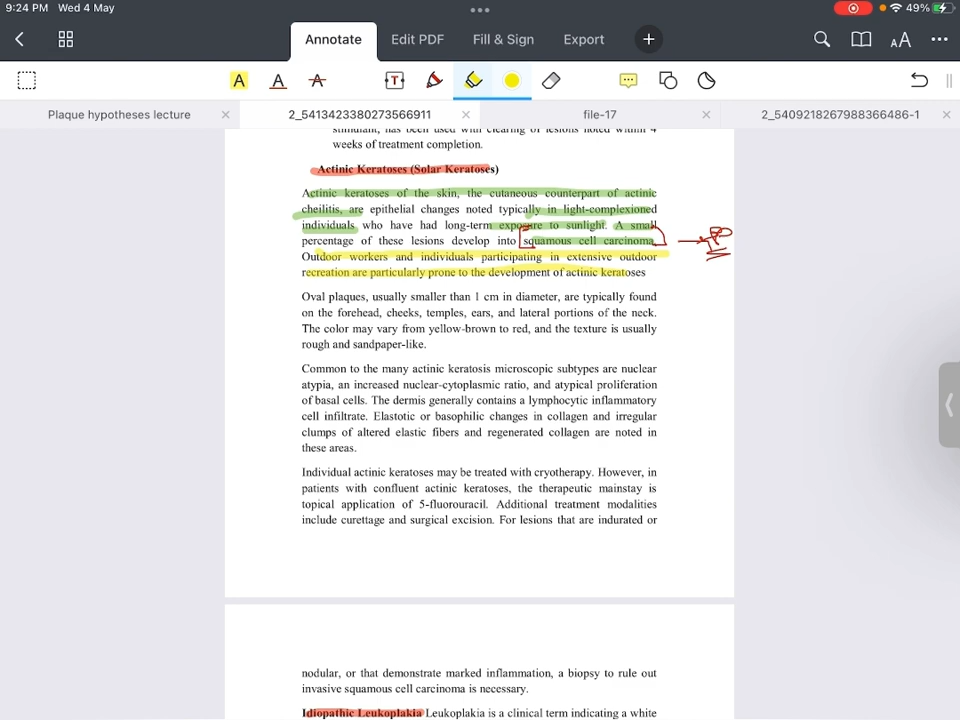 9:24 PM Wed 4 May
49%
Annotate Edit PDF Fill & Sign Export
Plaque hypotheses lecture 2_5413423380273566911 file-17 2_5409218267988366486-1
stimulant, has been used with clearing of lesions noted within 4
weeks of treatment completion.
Actinic Keratoses (Solar Keratoses)
Actinic keratoses of the skin, the cutaneous counterpart of actinic
cheilitis, are epithelial changes noted typically in light-complexioned
individuals who have had long-term exposure to sunlight. A small
percentage of these lesions develop into squamous cell carcinoma.
Outdoor workers and individuals participating in extensive outdoor
recreation are particularly prone to the development of actinic keratoses
Oval plaques, usually smaller than 1 cm in diameter, are typically found
on the forehead, cheeks, temples, ears, and lateral portions of the neck.
The color may vary from yellow-brown to red, and the texture is usually
rough and sandpaper-like.
Common to the many actinic keratosis microscopic subtypes are nuclear
atypia, an increased nuclear-cytoplasmic ratio, and atypical proliferation
of basal cells. The dermis generally contains a lymphocytic inflammatory
cell infiltrate. Elastotic or basophilic changes in collagen and irregular
clumps of altered elastic fibers and regenerated collagen are noted in
these areas.
Individual actinic keratoses may be treated with cryotherapy. However, in
patients with confluent actinic keratoses, the therapeutic mainstay is
topical application of 5-fluorouracil. Additional treatment modalities
include curettage and surgical excision. For lesions that are indurated or
nodular, or that demonstrate marked inflammation, a biopsy to rule out
invasive squamous cell carcinoma is necessary.
Idiopathic Leukoplakia Leukoplakia is a clinical term indicating a white